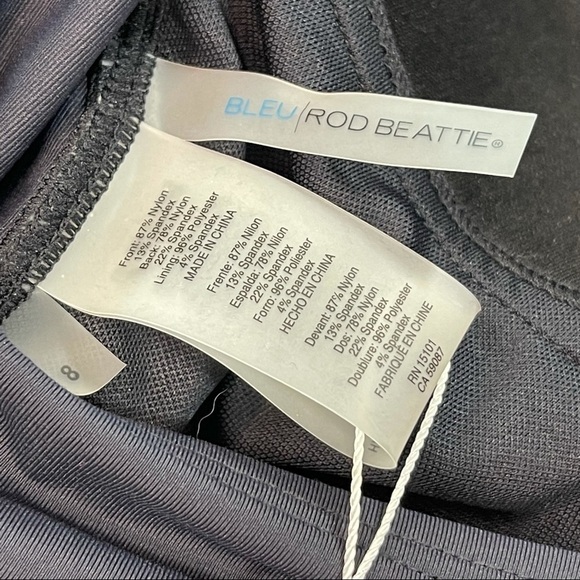 BLEU/ROD BEATTIE®
Front: 87% Nylon
13% Spandex
Back: 78% Nylon
22% Spandex
Lining: 96% Polyester
4% Spandex
MADE IN CHINA
Frente: 87% Nilon
13% Spandex
Espalda: 78% Nilon
22% Spandex
Forro: 96% Poliester
4% Spandex
HECHO EN CHINA
Devant: 87% Nylon
13% Spandex
Dos: 78% Nylon
22% Spandex
Doublure: 96% Polyester
4% Spandex
FABRIQUÉ EN CHINE
RN 15101
CA 59087
8
H